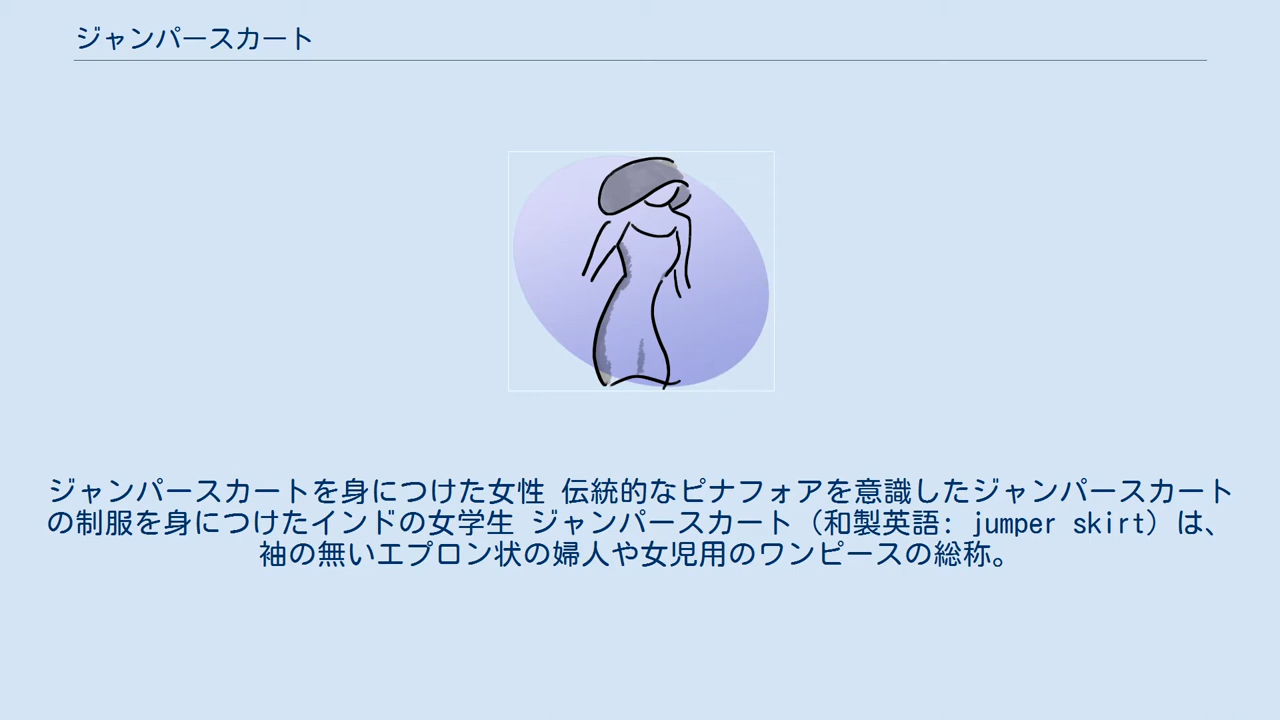 ジャンパースカート
ジャンパースカートを身につけた女性 伝統的なピナフォアを意識したジャンパースカート
の制服を身につけたインドの女学生 ジャンパースカート（和製英語: jumper skirt）は、
袖の無いエプロン状の婦人や女児用のワンピースの総称。